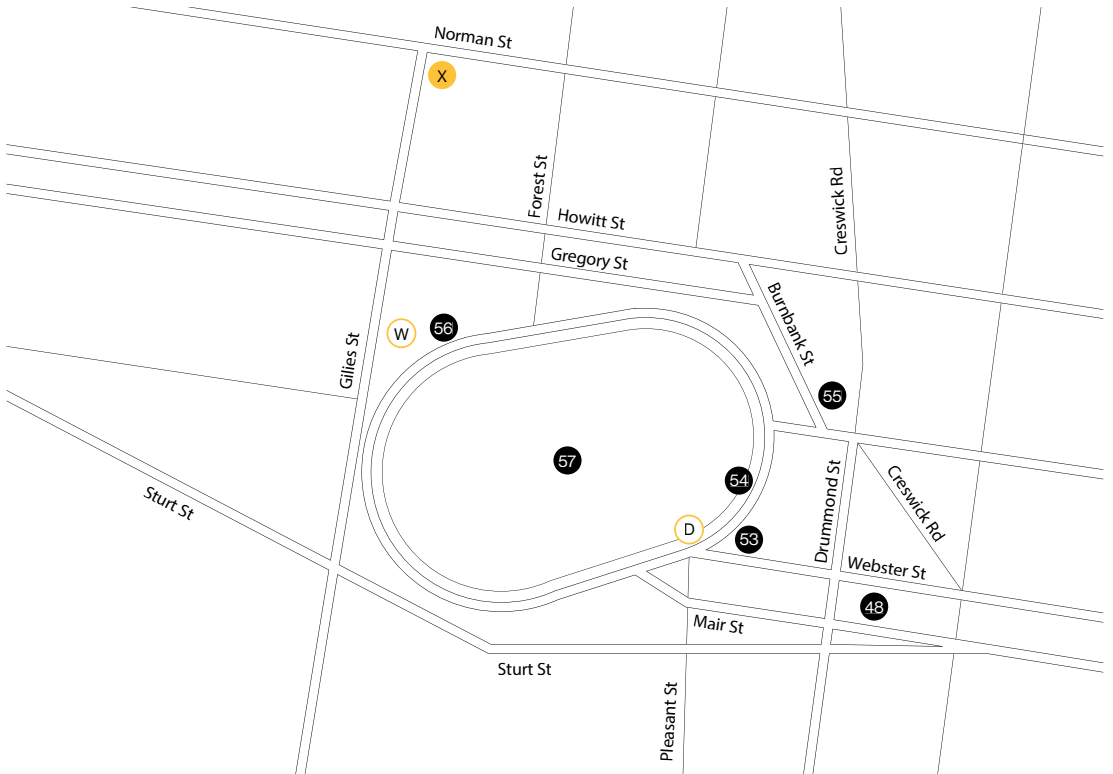 Norman St
X
Forest St
Creswick Rd
Howitt St
Gregory St
Burnbank St
W
56
Gilies St
55
57
54
Sturt St
D
53
Drummond St
Creswick Rd
Webster St
48
Mair St
Sturt St
Pleasant St